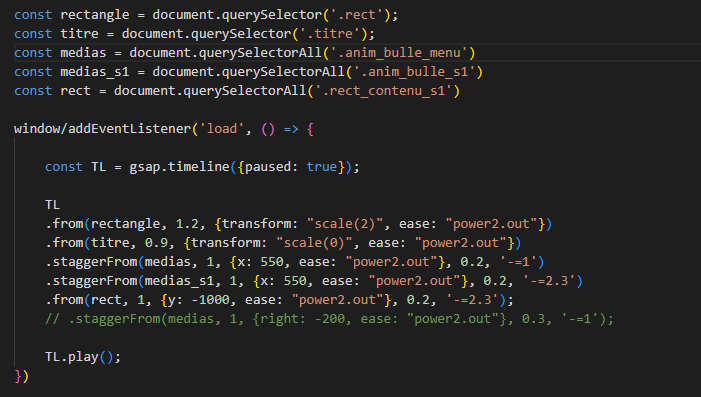 const rectangle = document.querySelector('.rect');
const titre = document.querySelector('.titre');
const medias = document.querySelectorAll('.anim_bulle_menu')
const medias_s1 = document.querySelectorAll('.anim_bulle_s1')
const rect = document.querySelectorAll('.rect_contenu_s1')
window/addEventListener('load', () => {
const TL = gsap.timeline({paused: true});
TL
.from(rectangle, 1.2, {transform: "scale(2)", ease: "power2.out"})
.from(titre, 0.9, {transform: "scale(0)", ease: "power2.out"})
.staggerFrom(medias, 1, {x: 550, ease: "power2.out"}, 0.2, '-=1')
.staggerFrom(medias_s1, 1, {x: 550, ease: "power2.out"}, 0.2, '-=2.3')
.from(rect, 1, {y: -1000, ease: "power2.out"}, 0.2, '-=2.3');
// .staggerFrom(medias, 1, {right: -200, ease: "power2.out"}, 0.3, '-=1');
TL.play();
})